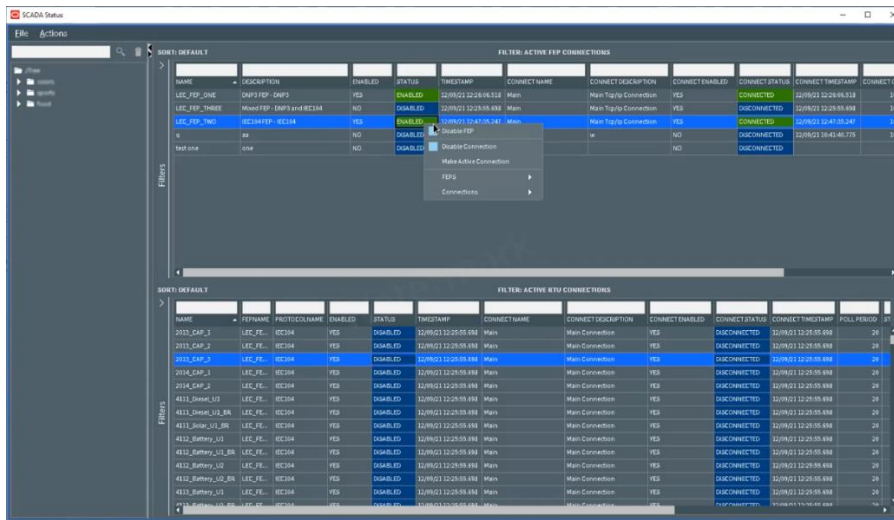 SCADA Status
File Actions
SORT: DEFAULT FILTER: ACTIVE FEP CONNECTIONS
NAME DESCRIPTION ENABLED STATUS TIMESTAMP CONNECT NAME CONNECT DESCRIPTION CONNECT ENABLED CONNECT STATUS CONNECT TIMESTAMP
LEC_FEP_ONE DNP3 FEP - DNP3 YES ENABLED 12/09/21 12:26:06.518 Main Main Tcp/Ip Connection YES CONNECTED 12/09/21 12:26:06.518
LEC_FEP_THREE Mixed FEP - DNP3 and IEC104 NO DISABLED 12/09/21 12:25:55.698 Main Main Tcp/Ip Connection YES DISCONNECTED 12/09/21 12:25:55.698
LEC_FEP_TWO IEC104 FEP - IEC104 YES ENABLED 12/09/21 12:47:35.247 Main Main Tcp/Ip Connection YES CONNECTED 12/09/21 12:47:35.247
NO DISABLED NO DISCONNECTED
test one one NO DISABLED NO DISCONNECTED
Disable FEP
Disable Connection
Make Active Connection
FEPS
Connections
Filters
SORT: DEFAULT FILTER: ACTIVE RTU CONNECTIONS
NAME FEPNAME PROTOCOLNAME ENABLED STATUS TIMESTAMP CONNECT NAME CONNECT DESCRIPTION CONNECT ENABLED CONNECT STATUS CONNECT TIMESTAMP POLL PERIOD
2013_CAP_1 LEC_FE... IEC104 YES DISABLED 12/09/21 12:25:55.698 Main Main Connection YES DISCONNECTED 12/09/21 12:25:55.698 20
2013_CAP_2 LEC_FE... IEC104 YES DISABLED 12/09/21 12:25:55.698 Main Main Connection YES DISCONNECTED 12/09/21 12:25:55.698 20
2013_CAP_3 LEC_FE... IEC104 YES DISABLED 12/09/21 12:25:55.698 Main Main Connection YES DISCONNECTED 12/09/21 12:25:55.698 20
2014_CAP_1 LEC_FE... IEC104 YES DISABLED 12/09/21 12:25:55.698 Main Main Connection YES DISCONNECTED 12/09/21 12:25:55.698 20
2014_CAP_2 LEC_FE... IEC104 YES DISABLED 12/09/21 12:25:55.698 Main Main Connection YES DISCONNECTED 12/09/21 12:25:55.698 20
4111_Diesel_U1 LEC_FE... IEC104 YES DISABLED 12/09/21 12:25:55.698 Main Main Connection YES DISCONNECTED 12/09/21 12:25:55.698 20
4111_Diesel_U1_BR LEC_FE... IEC104 YES DISABLED 12/09/21 12:25:55.698 Main Main Connection YES DISCONNECTED 12/09/21 12:25:55.698 20
4111_Solar_U1_BR LEC_FE... IEC104 YES DISABLED 12/09/21 12:25:55.698 Main Main Connection YES DISCONNECTED 12/09/21 12:25:55.698 20
4112_Battery_U1 LEC_FE... IEC104 YES DISABLED 12/09/21 12:25:55.698 Main Main Connection YES DISCONNECTED 12/09/21 12:25:55.698 20
4112_Battery_U1_BR LEC_FE... IEC104 YES DISABLED 12/09/21 12:25:55.698 Main Main Connection YES DISCONNECTED 12/09/21 12:25:55.698 20
4112_Battery_U2 LEC_FE... IEC104 YES DISABLED 12/09/21 12:25:55.698 Main Main Connection YES DISCONNECTED 12/09/21 12:25:55.698 20
4112_Battery_U2_BR LEC_FE... IEC104 YES DISABLED 12/09/21 12:25:55.698 Main Main Connection YES DISCONNECTED 12/09/21 12:25:55.698 20
4113_Battery_U1 LEC_FE... IEC104 YES DISABLED 12/09/21 12:25:55.698 Main Main Connection YES DISCONNECTED 12/09/21 12:25:55.698 20
Filters